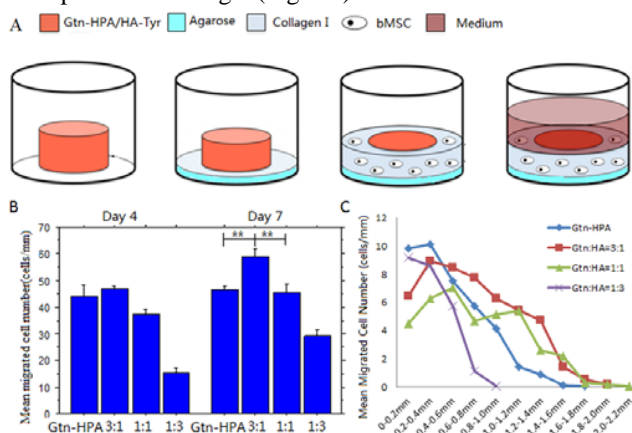 A Gtn-HPA/HA-Tyr Agarose Collagen I bMSC Medium
B
Day 4 Day 7
** **
Mean migrated cell number(cells/mm)
70
60
50
40
30
20
10
0
Gtn-HPA 3:1 1:1 1:3 Gtn-HPA 3:1 1:1 1:3
C
Gtn-HPA
Gtn:HA=3:1
Gtn:HA=1:1
Gtn:HA=1:3
Mean Migrated Cell Number (cells/mm)
12
10
8
6
4
2
0
0-0.2mm
0.2-0.4mm
0.4-0.6mm
0.6-0.8mm
0.8-1.0mm
1.0-1.2mm
1.2-1.4mm
1.4-1.6mm
1.6-1.8mm
1.8-2.0mm
2.0-2.2mm